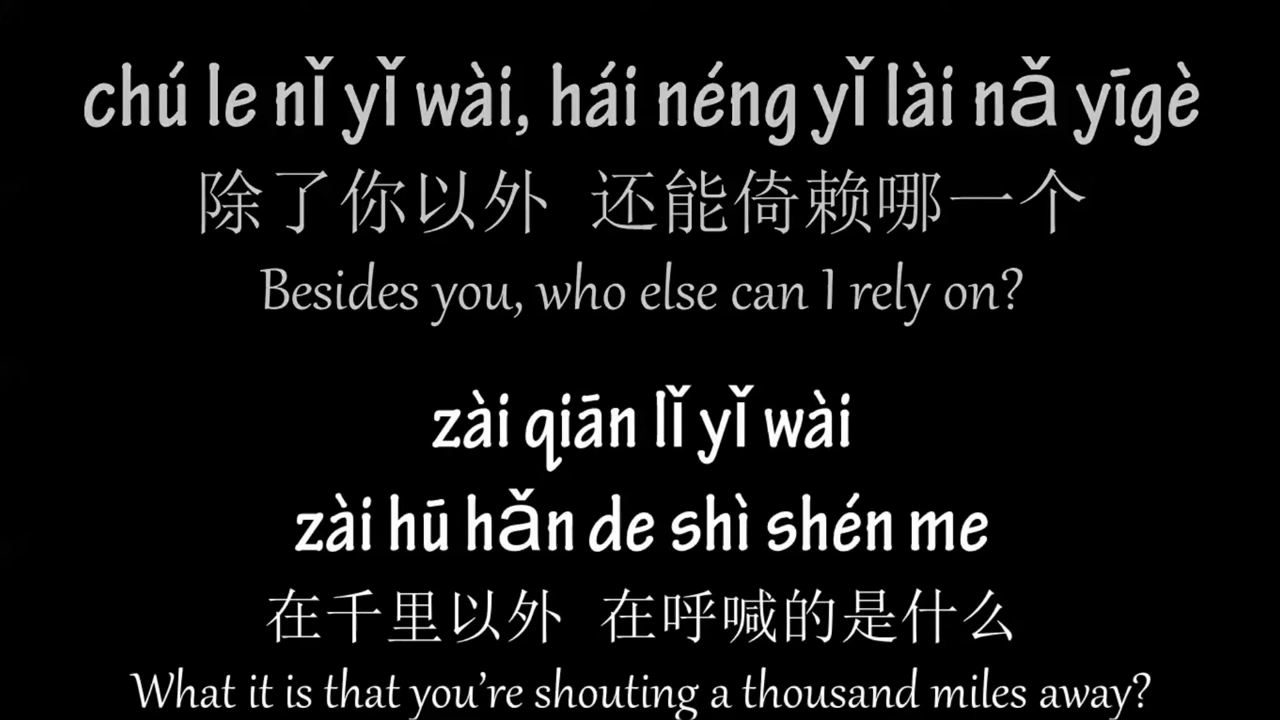 chú le nǐ yǐ wài, hái néng yǐ lài nǎ yīgè
除了你以外 还能倚赖哪一个
Besides you, who else can I rely on?
zài qiān lǐ yǐ wài
zài hū hǎn de shì shén me
在千里以外 在呼喊的是什么
What it is that you're shouting a thousand miles away?